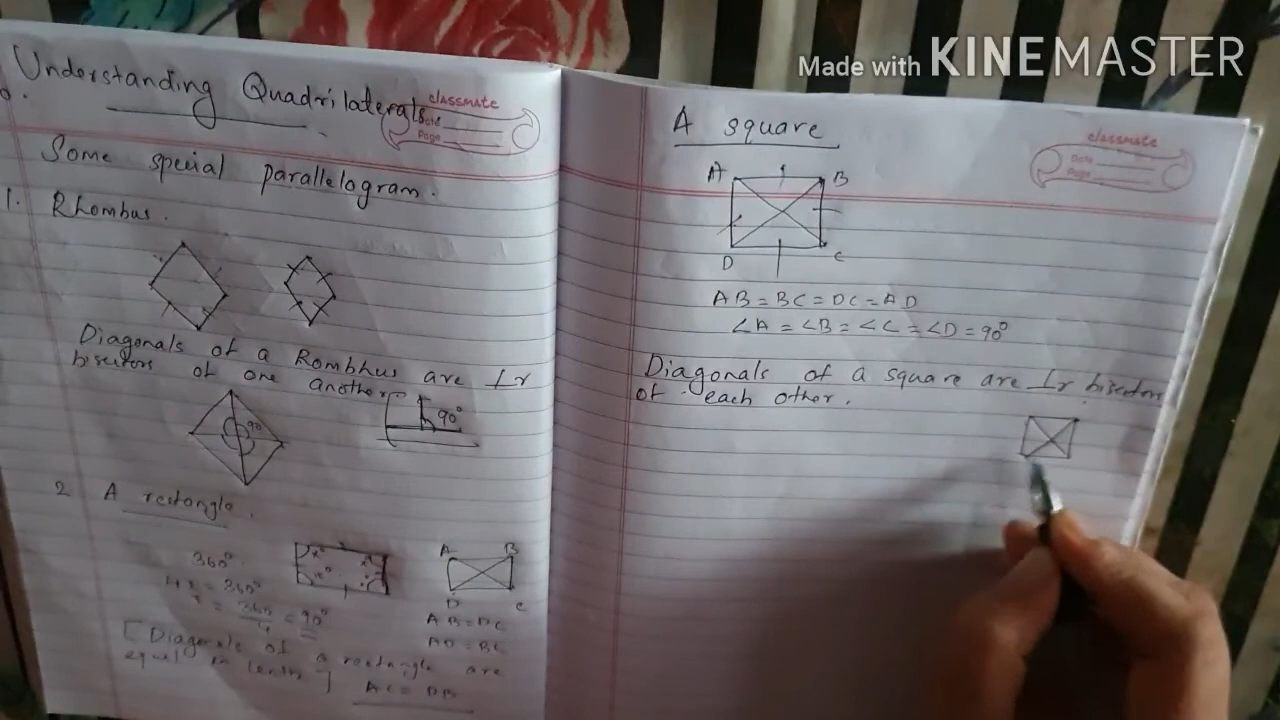 Made with KINEMASTER
Understanding Quadrilaterals
classmate
Date
Page
Some special parallelogram.
1. Rhombus.
Diagonals of a Rombhus are ⊥r
bisectors of one another
90
90°
2 A rectangle.
360°
4x = 360°
x = 360/4 = 90°
A B
D C
AB = DC
AD = BC
[Diagonals of a rectangle are
equal in length]
AC = DB
A square
classmate
Date
Page
A B
D C
AB = BC = DC = AD
∠A = ∠B = ∠C = ∠D = 90°
Diagonals of a square are ⊥r bisectors
of each other.